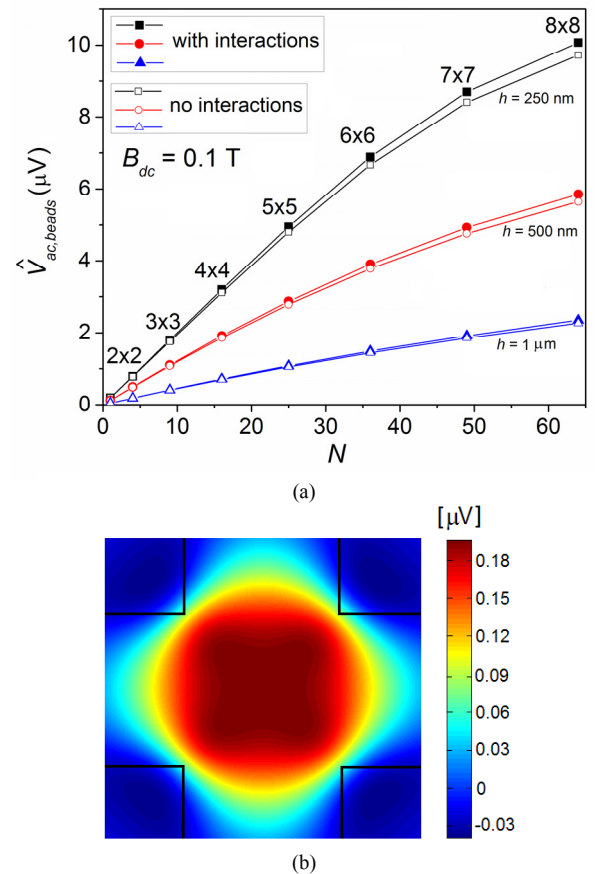 10
8
6
4
2
0
V̂ac,beads (μV)
with interactions
no interactions
Bdc = 0.1 T
2x2
3x3
4x4
5x5
6x6
7x7
8x8
h = 250 nm
h = 500 nm
h = 1 μm
0 10 20 30 40 50 60
N
(a)
[μV]
0.18
0.15
0.12
0.09
0.06
0.03
0
-0.03
(b)